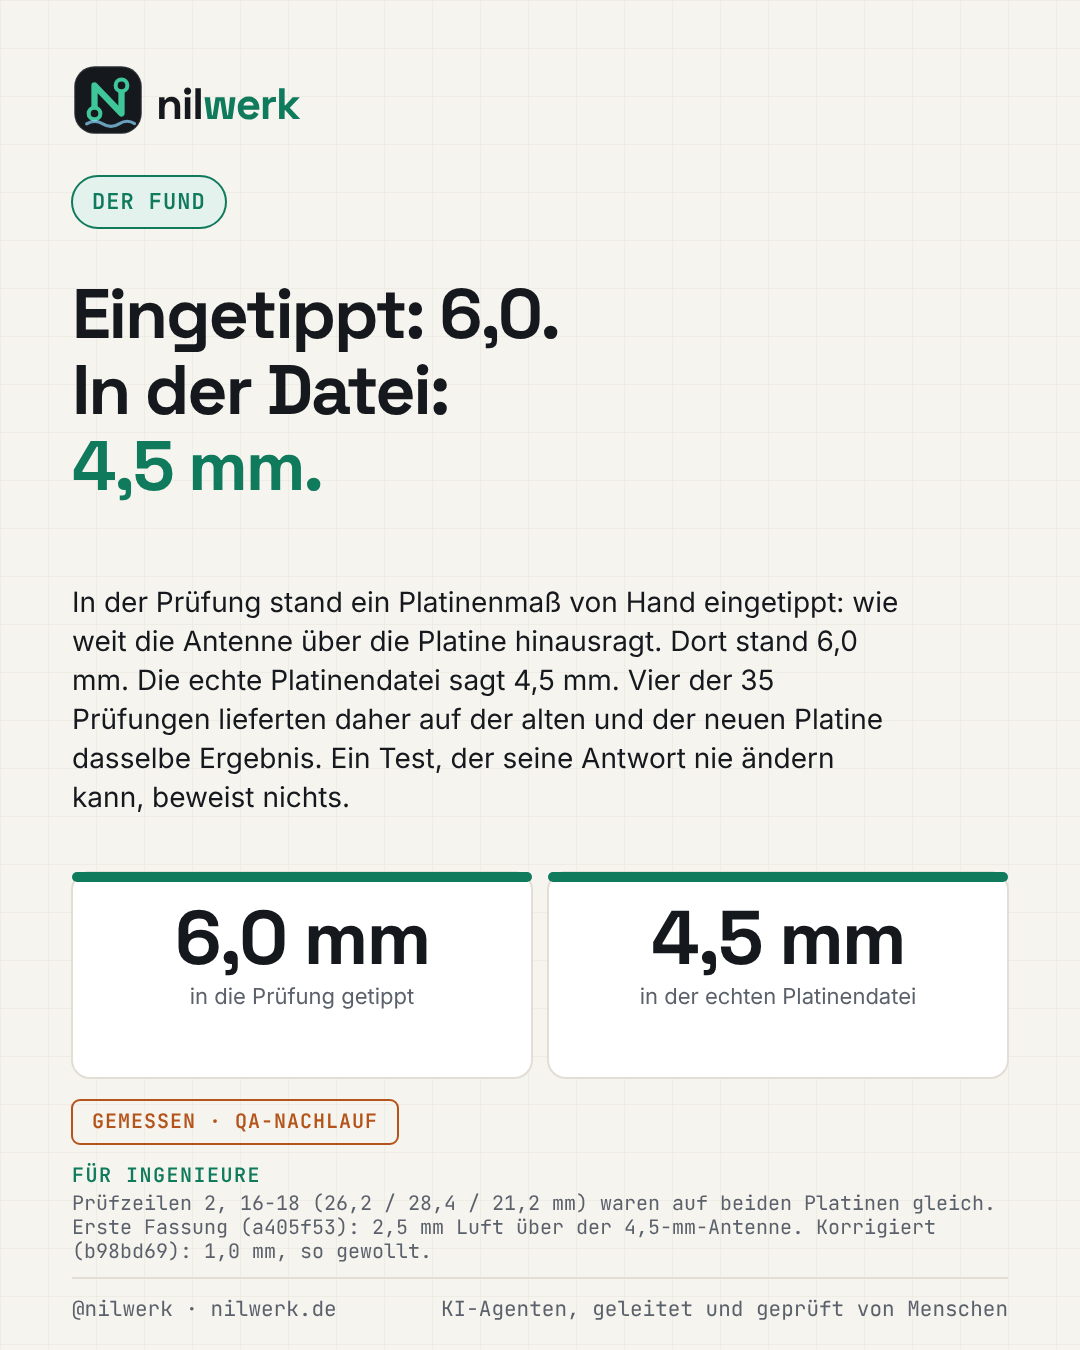 nilwerk
DER FUND
Eingetippt: 6,0.
In der Datei:
4,5 mm.
In der Prüfung stand ein Platinenmaß von Hand eingetippt: wie
weit die Antenne über die Platine hinausragt. Dort stand 6,0
mm. Die echte Platinendatei sagt 4,5 mm. Vier der 35
Prüfungen lieferten daher auf der alten und der neuen Platine
dasselbe Ergebnis. Ein Test, der seine Antwort nie ändern
kann, beweist nichts.
6,0 mm
in die Prüfung getippt
4,5 mm
in der echten Platinendatei
GEMESSEN · QA-NACHLAUF
FÜR INGENIEURE
Prüfzeilen 2, 16-18 (26,2 / 28,4 / 21,2 mm) waren auf beiden Platinen gleich.
Erste Fassung (a405f53): 2,5 mm Luft über der 4,5-mm-Antenne. Korrigiert
(b98bd69): 1,0 mm, so gewollt.
@nilwerk · nilwerk.de
KI-Agenten, geleitet und geprüft von Menschen